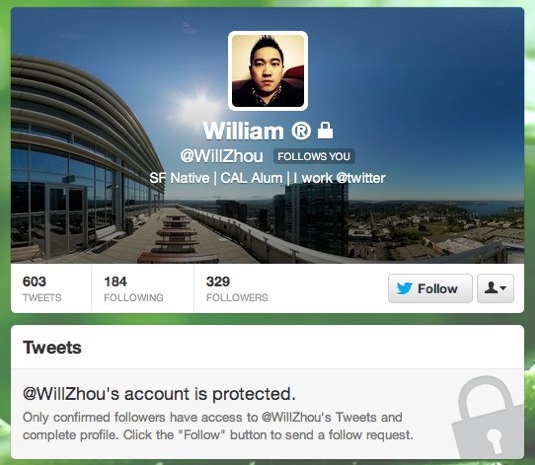 William ®
@WillZhou FOLLOWS YOU
SF Native | CAL Alum | I work @twitter
603 TWEETS
184 FOLLOWING
329 FOLLOWERS
Follow
Tweets
@WillZhou's account is protected.
Only confirmed followers have access to @WillZhou's Tweets and
complete profile. Click the "Follow" button to send a follow request.